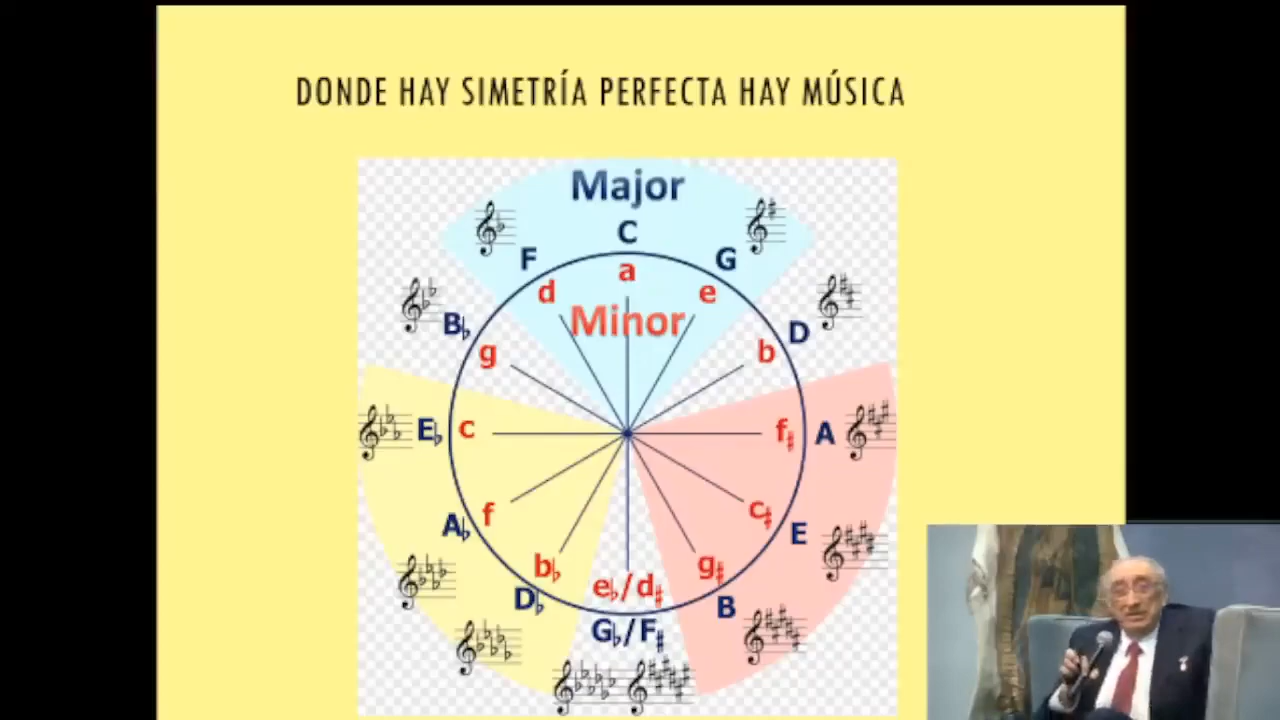 DONDE HAY SIMETRÍA PERFECTA HAY MÚSICA
Major
C
F
G
a
d
e
Minor
B♭
D
g
b
E♭
c
f♯
A
A♭
f
c♯
E
b♭
g♯
D♭
e♭/d♯
B
G♭/F♯